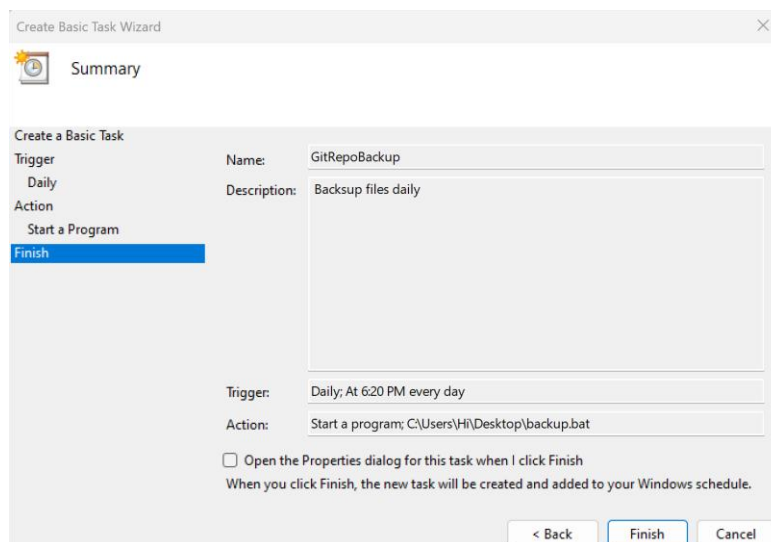 Create Basic Task Wizard
Summary
Create a Basic Task
Trigger
Daily
Action
Start a Program
Finish
Name: GitRepoBackup
Description: Backsup files daily
Trigger: Daily; At 6:20 PM every day
Action: Start a program; C:\Users\Hi\Desktop\backup.bat
Open the Properties dialog for this task when I click Finish
When you click Finish, the new task will be created and added to your Windows schedule.
< Back Finish Cancel